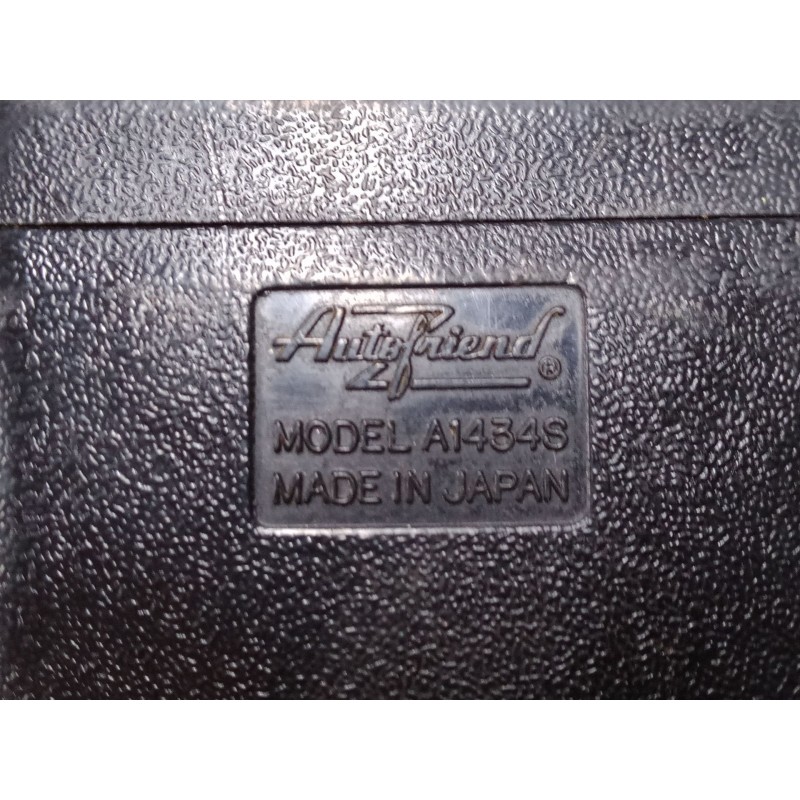 AutoFriend ®
MODEL A1434S
MADE IN JAPAN